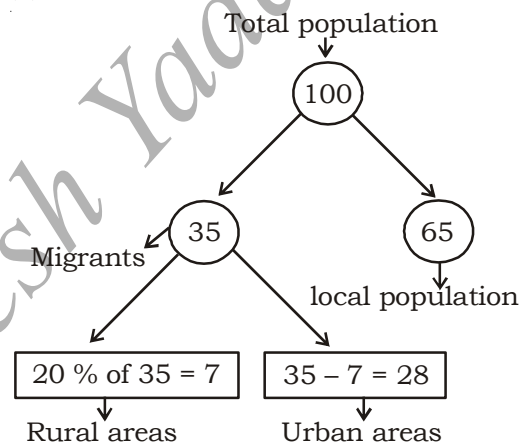 Total population
100
35
65
Migrants
local population
20 % of 35 = 7
35 – 7 = 28
Rural areas
Urban areas